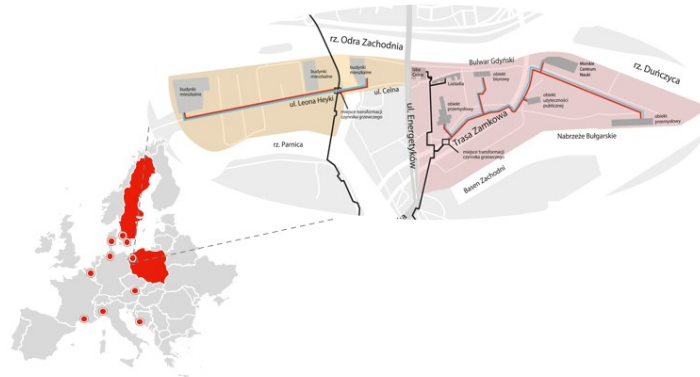 rz. Odra Zachodnia
rz. Duńczyca
Bulwar Gdyński
budynki
mieszkalne
budynki
mieszkalne
budynki
mieszkalne
ul. Leona Heyki
ul. Celna
miejsce transformacji
czynnika grzewczego
rz. Parnica
ul. Energetyków
Łasztownia
obiekt
biurowy
Morskie
Centrum
Nauki
obiekt
przemysłowy
obiekt
użyteczności
publicznej
obiekt
przemysłowy
Trasa Zamkowa
miejsce transformacji
czynnika grzewczego
Nabrzeże Bułgarskie
Basen Zachodni